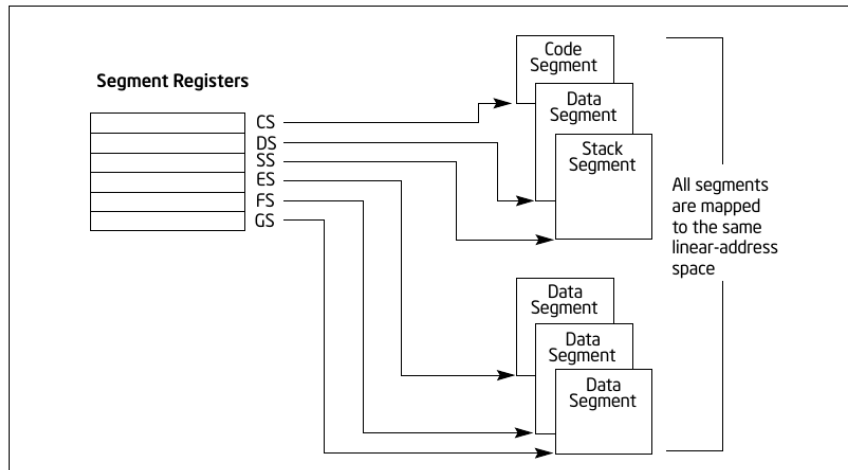 Segment Registers
CS
DS
SS
ES
FS
GS
Code
Segment
Data
Segment
Stack
Segment
Data
Segment
Data
Segment
Data
Segment
All segments
are mapped
to the same
linear-address
space